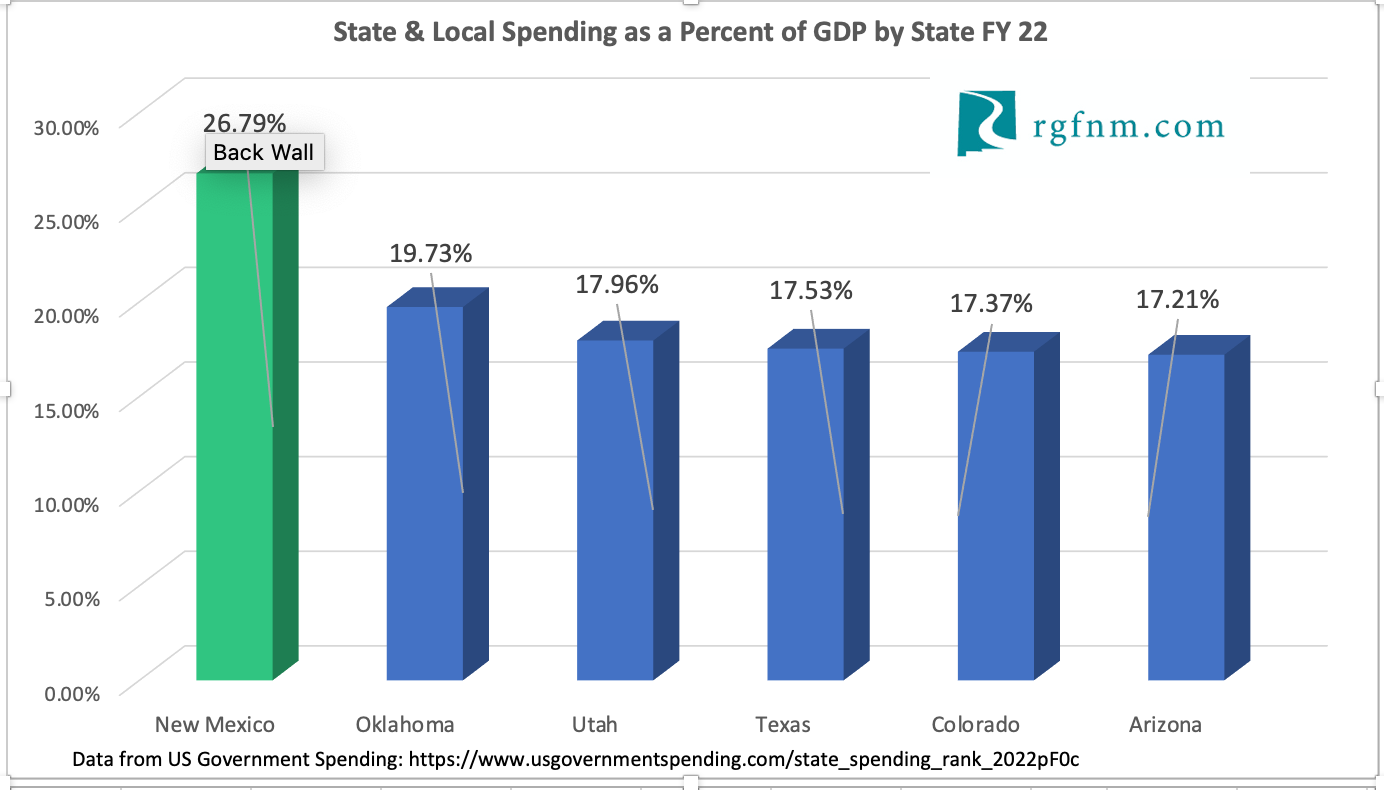 State & Local Spending as a Percent of GDP by State FY 22
rgfnm.com
30.00%
25.00%
20.00%
15.00%
10.00%
5.00%
0.00%
26.79%
Back Wall
19.73%
17.96%
17.53%
17.37%
17.21%
New Mexico
Oklahoma
Utah
Texas
Colorado
Arizona
Data from US Government Spending: https://www.usgovernmentspending.com/state_spending_rank_2022pF0c